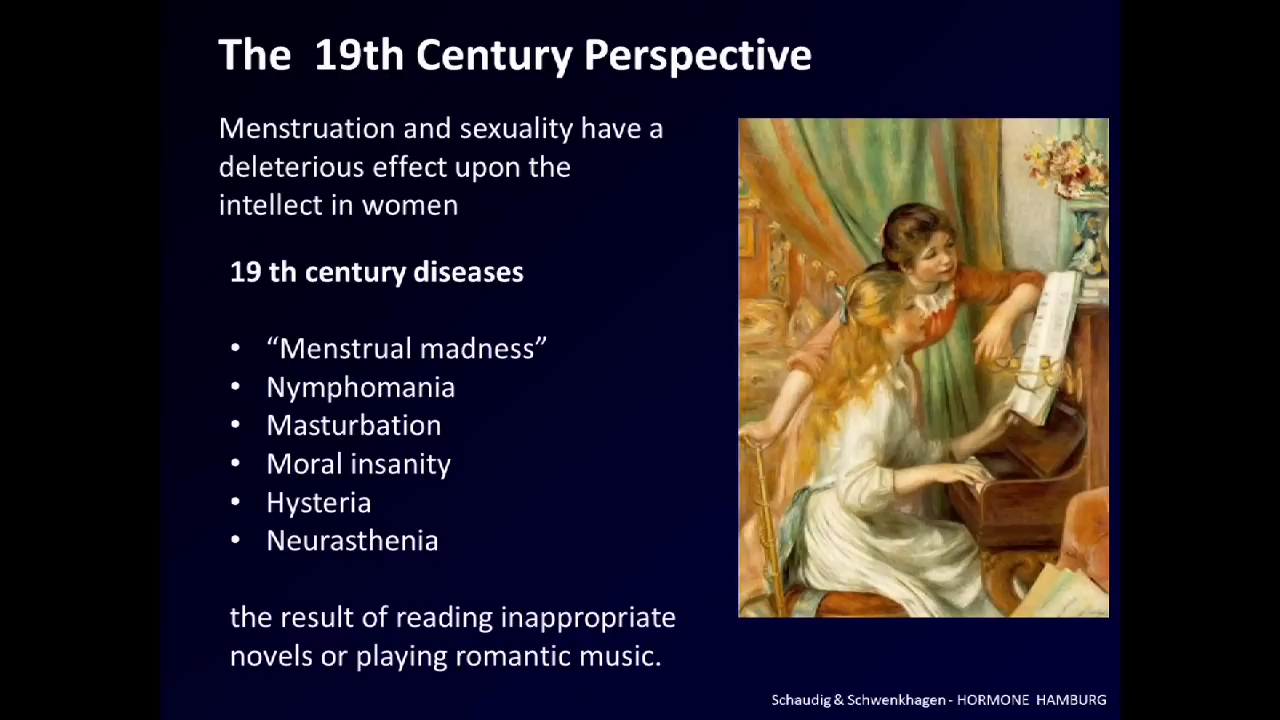 The  19th Century Perspective
Menstruation and sexuality have a
deleterious effect upon the
intellect in women
19 th century diseases
• “Menstrual madness”
• Nymphomania
• Masturbation
• Moral insanity
• Hysteria
• Neurasthenia
the result of reading inappropriate
novels or playing romantic music.
Schaudig & Schwenkhagen - HORMONE  HAMBURG